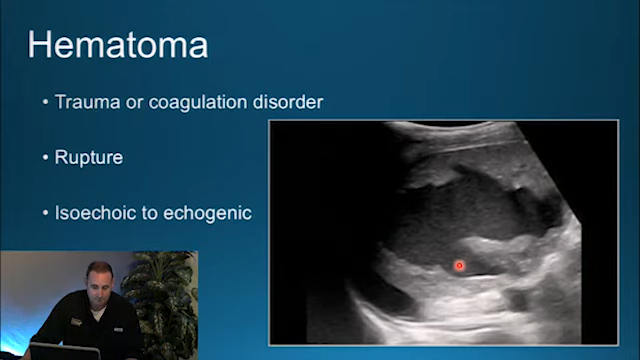 Hematoma
• Trauma or coagulation disorder
• Rupture
• Isoechoic to echogenic